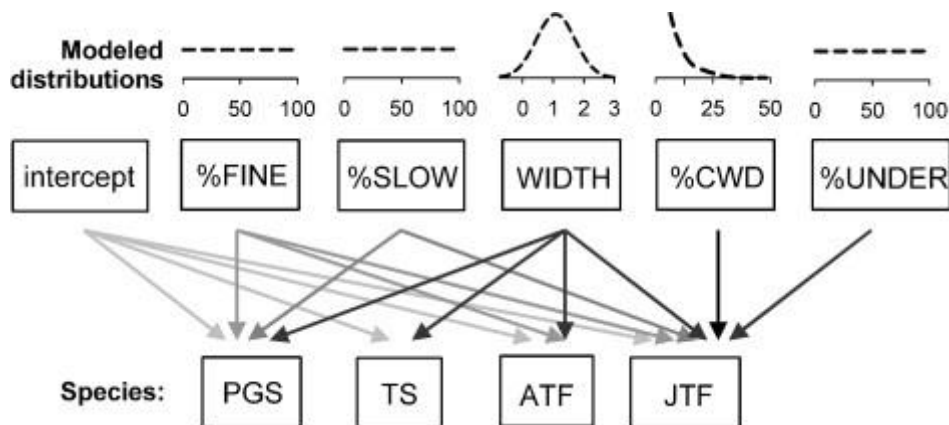 Modeled
distributions
0 50 100
0 50 100
0 1 2 3
0 25 50
0 50 100
intercept %FINE %SLOW WIDTH %CWD %UNDER
Species: PGS TS ATF JTF